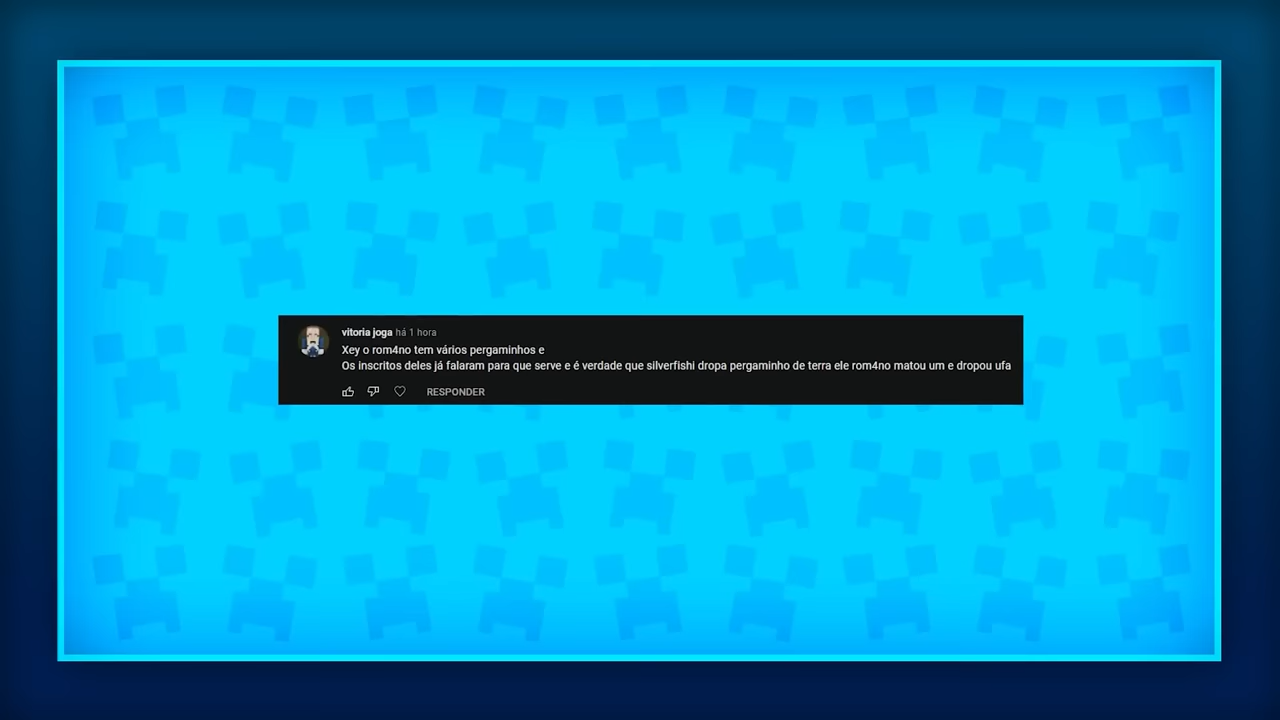 vitoria joga há 1 hora
Xey o rom4no tem vários pergaminhos e
Os inscritos deles já falaram para que serve e é verdade que silverfishi dropa pergaminho de terra ele rom4no matou um e dropou ufa
RESPONDER